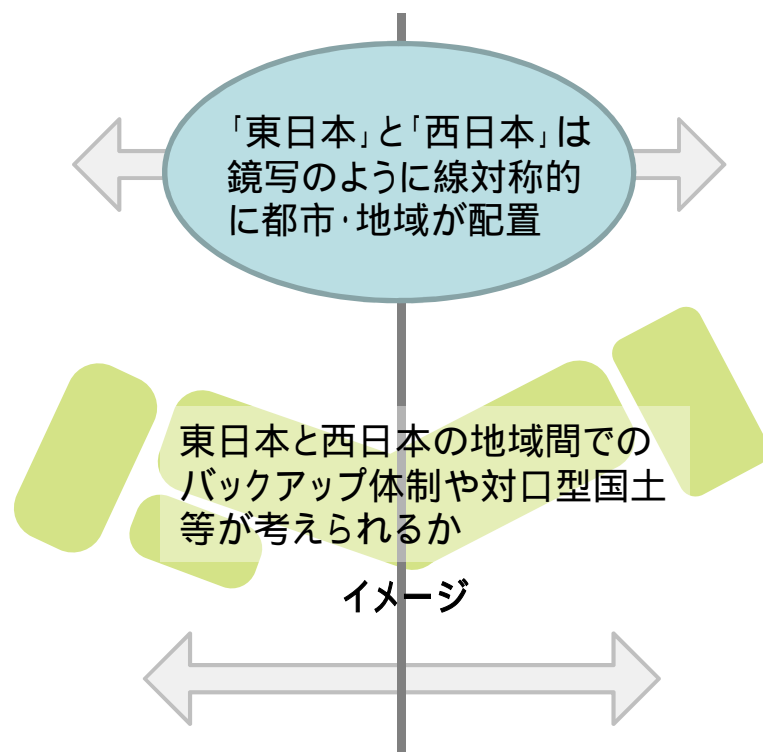 「東日本」と「西日本」は
鏡写のように線対称的
に都市・地域が配置
東日本と西日本の地域間での
バックアップ体制や対口型国土
等が考えられるか
イメージ